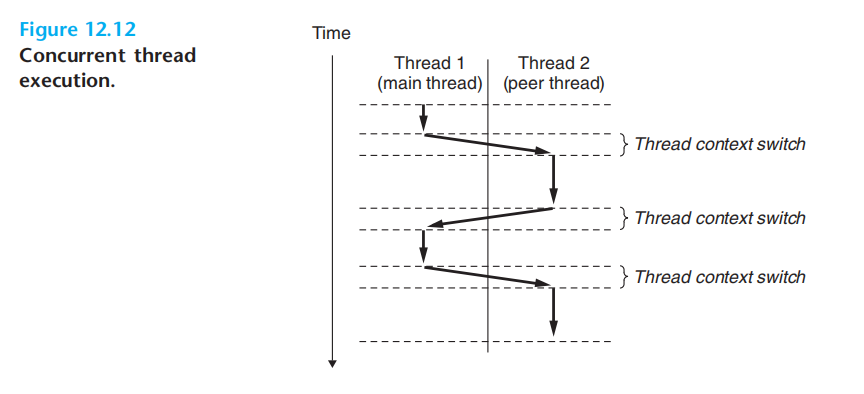 Figure 12.12
Concurrent thread
execution.
Time
Thread 1
(main thread)
Thread 2
(peer thread)
Thread context switch
Thread context switch
Thread context switch